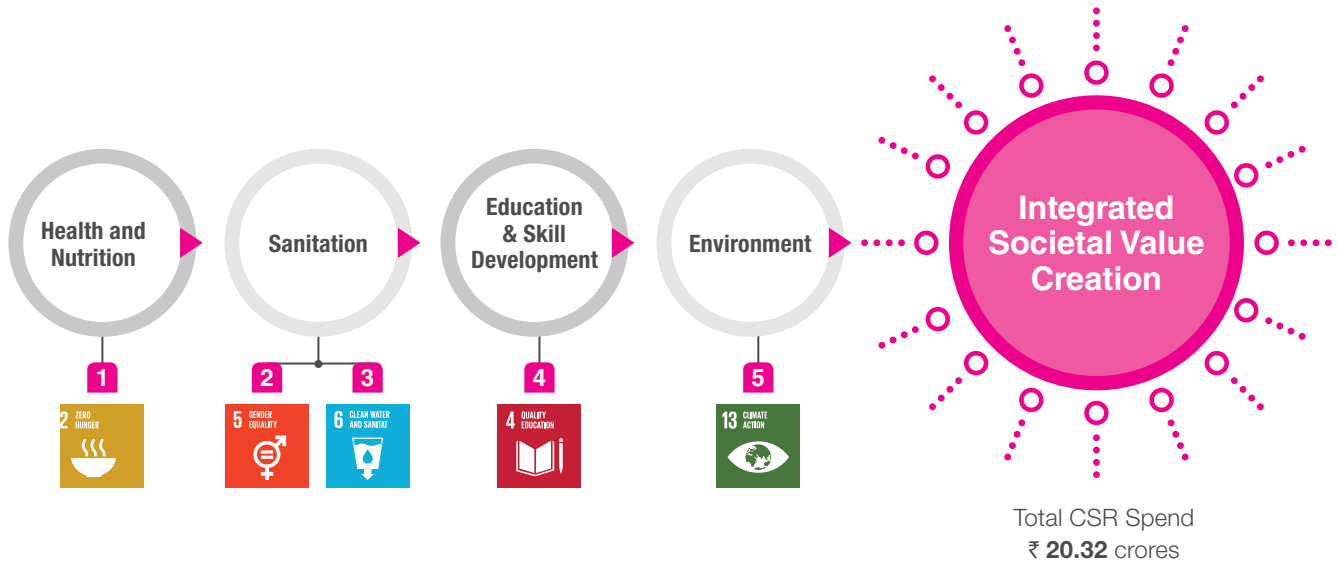 Health and
Nutrition
Sanitation
Education
& Skill
Development
Environment
Integrated
Societal Value
Creation
1
2
3
4
5
2 ZERO
HUNGER
5 GENDER
EQUALITY
6 CLEAN WATER
AND SANITAT
4 QUALITY
EDUCATION
13 CLIMATE
ACTION
Total CSR Spend
₹ 20.32 crores